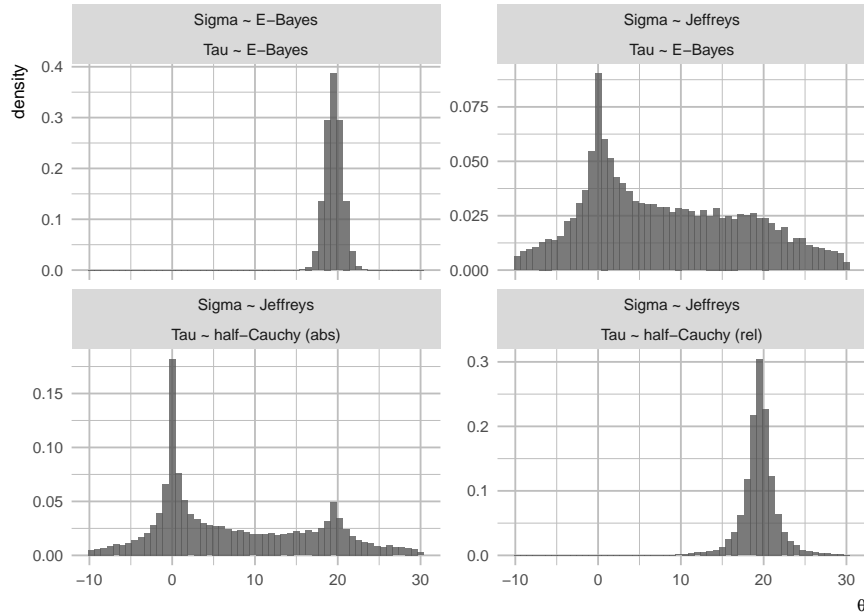 Sigma ~ E−Bayes
Tau ~ E−Bayes
Sigma ~ Jeffreys
Tau ~ E−Bayes
density
0.4
0.3
0.2
0.1
0.0
0.075
0.050
0.025
0.000
Sigma ~ Jeffreys
Tau ~ half−Cauchy (abs)
Sigma ~ Jeffreys
Tau ~ half−Cauchy (rel)
0.15
0.10
0.05
0.00
0.3
0.2
0.1
0.0
−10 0 10 20 30
−10 0 10 20 30
θ